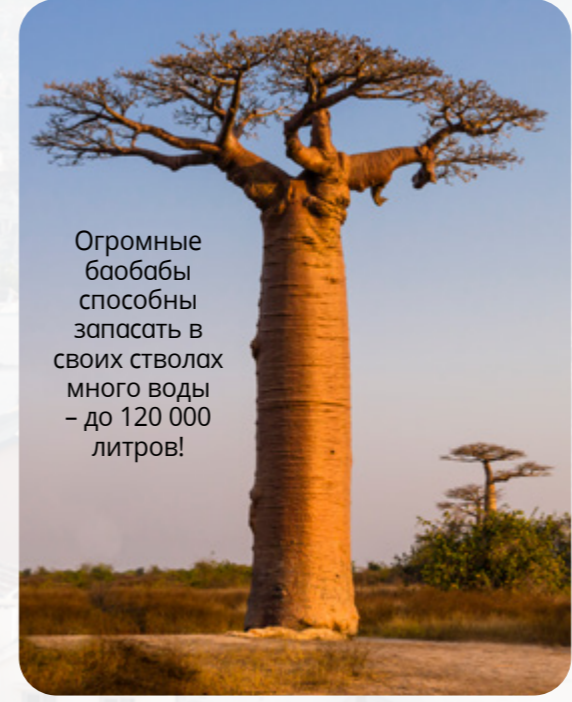 Огромные
баобабы
способны
запасать в
своих стволах
много воды
– до 120 000
литров!